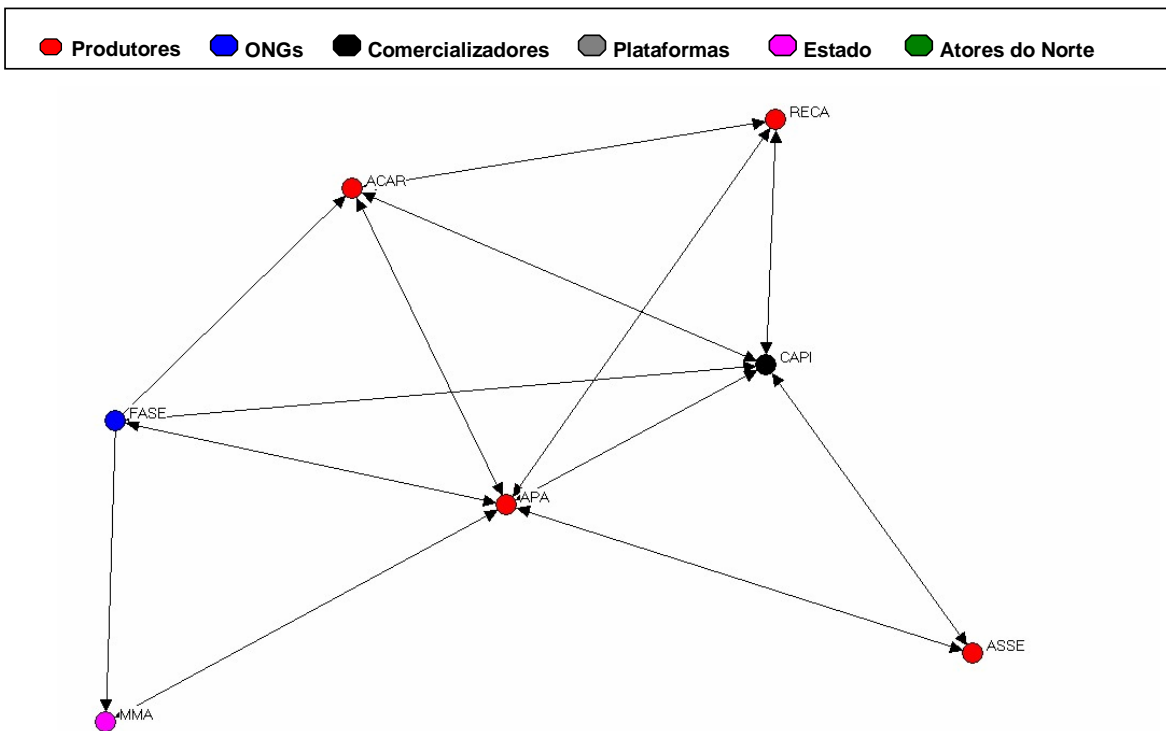 Produtores ONGs Comercializadores Plataformas Estado Atores do Norte
RECA
ACAR
CAPI
FASE
APA
ASSE
MMA